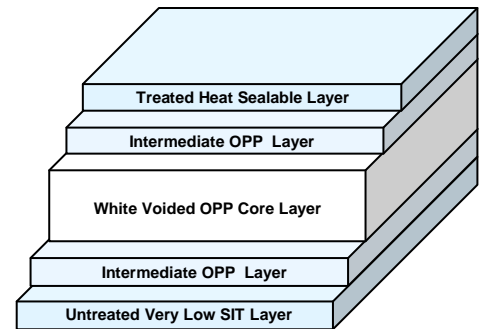 Treated Heat Sealable Layer
Intermediate OPP Layer
White Voided OPP Core Layer
Intermediate OPP Layer
Untreated Very Low SIT Layer